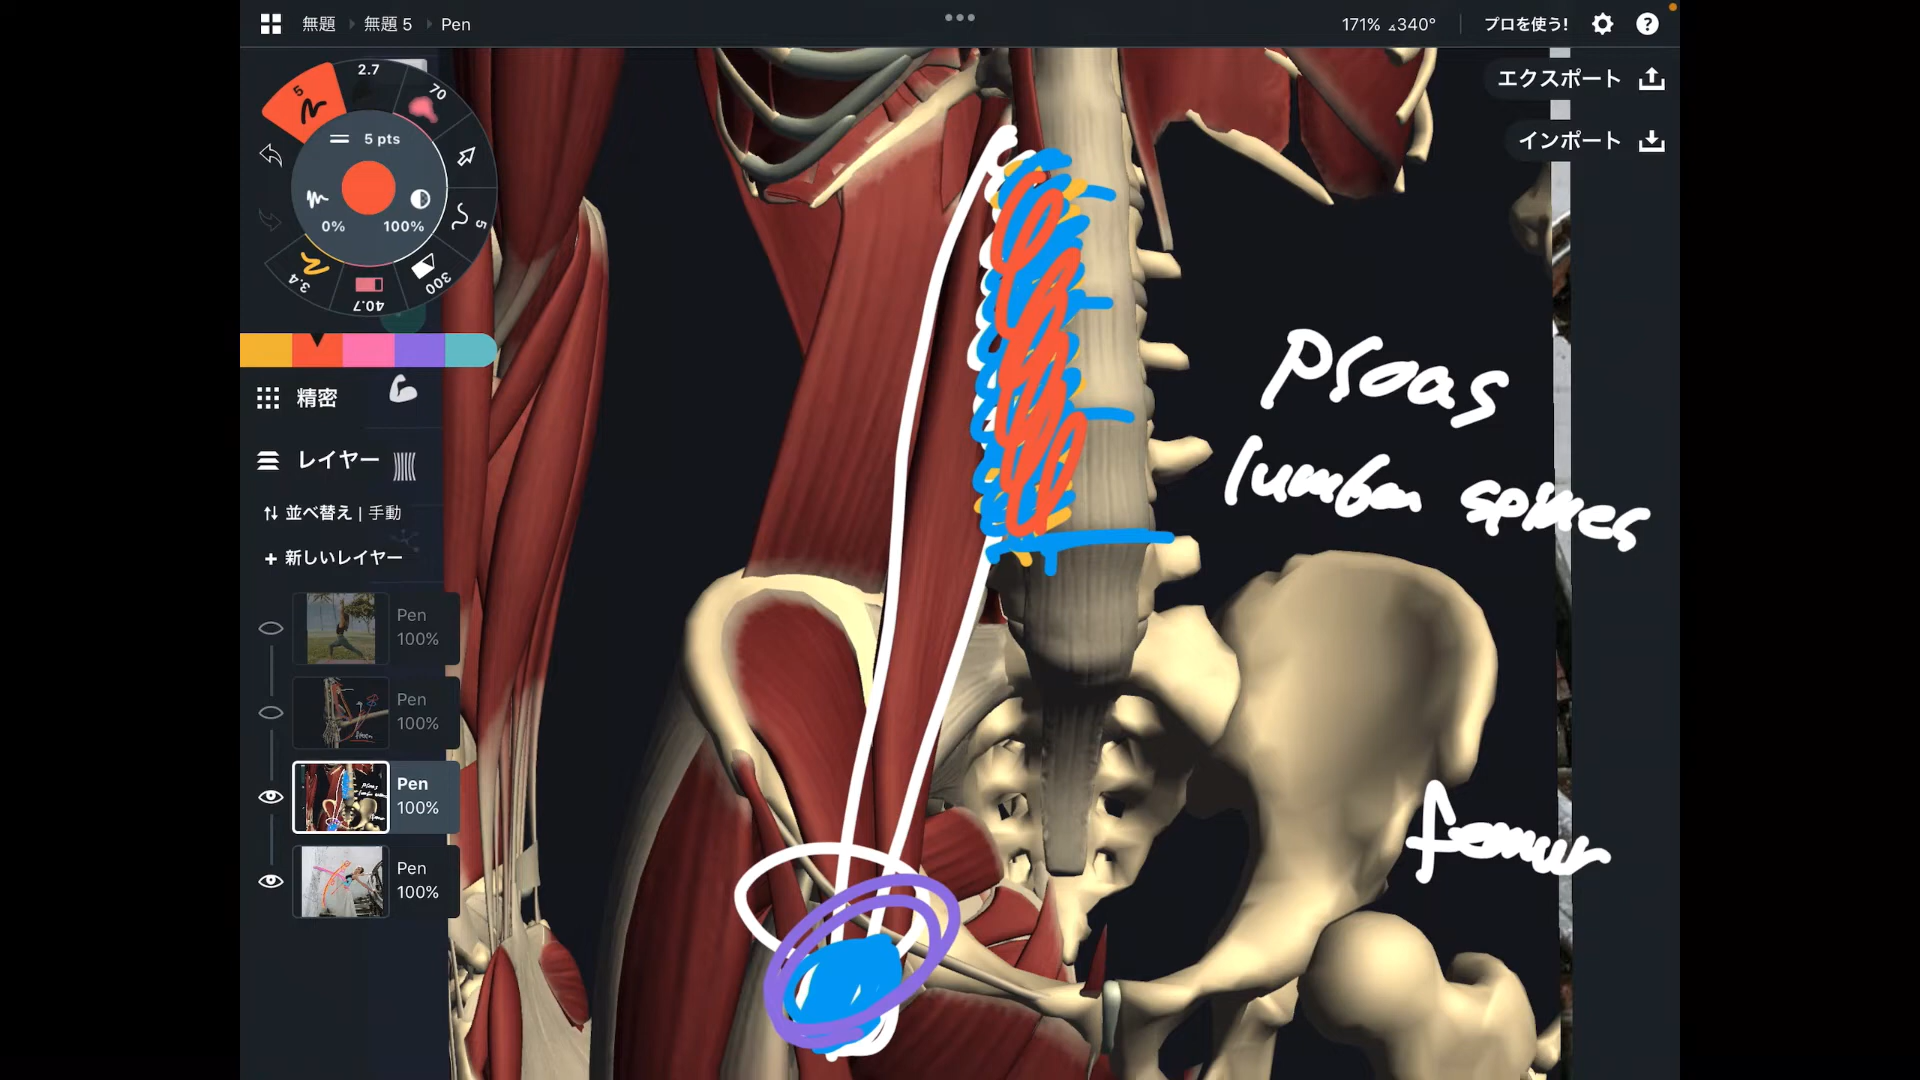 無題 › 無題 5 › Pen
171% ⦟340°
プロを使う!
エクスポート
インポート
2.7
70
5
5 pts
0%
100%
5
3.4
40.7
300
精密
レイヤー
並べ替え | 手動
+ 新しいレイヤー
Pen
100%
Pen
100%
Pen
100%
Pen
100%
Psoas
lumbar spines
femur